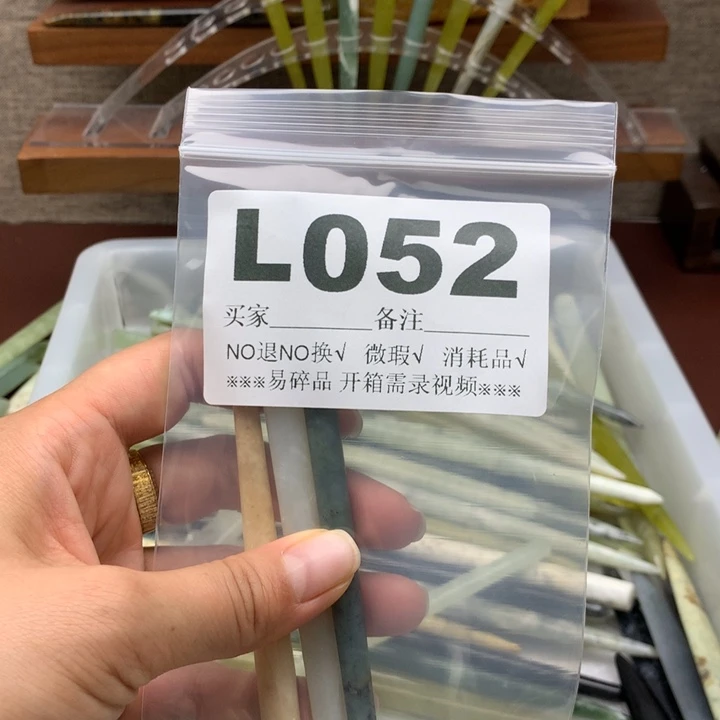 L052
买家________备注________
NO退NO换√ 微瑕√ 消耗品√
※※※易碎品 开箱需录视频※※※